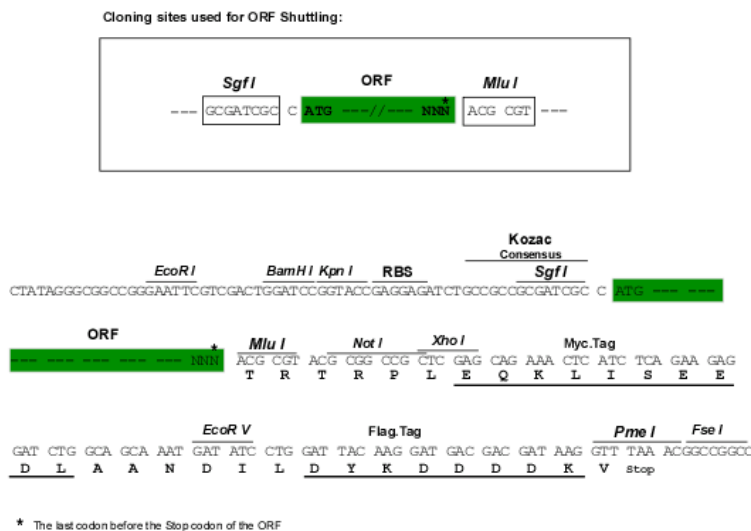 Cloning sites used for ORF Shuttling:
Sgf I ORF Mlu I
*
--- GCGATCGC C ATG ---//--- NNN ACG CGT ---
Kozac
Consensus
EcoR I BamH I Kpn I RBS Sgf I
CTATAGGGCGGCCGGGAATTCGTCGACTGGATCCGGTACCGAGGAGATCTGCCGCCGCGATCGC C ATG --- ---
ORF
* Mlu I Not I Xho I Myc.Tag
--- --- --- --- --- --- NNN ACG CGT ACG CGG CCG CTC GAG CAG AAA CTC ATC TCA GAA GAG
T R T R P L E Q K L I S E E
EcoR V Flag.Tag Pme I Fse I
GAT CTG GCA GCA AAT GAT ATC CTG GAT TAC AAG GAT GAC GAC GAT AAG GTT TAA ACGGCCGGCC
D L A A N D I L D Y K D D D D K V Stop
* The last codon before the Stop codon of the ORF